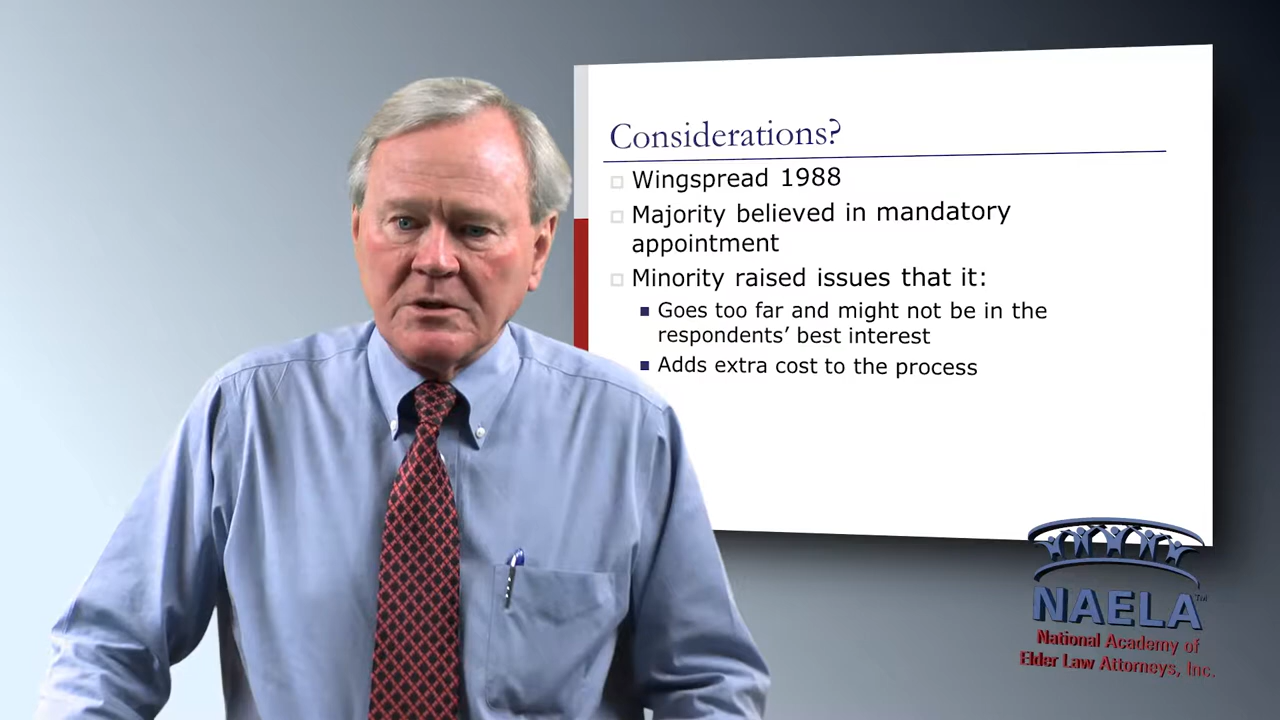 Considerations?
Wingspread 1988
Majority believed in mandatory
appointment
Minority raised issues that it:
Goes too far and might not be in the
respondents' best interest
Adds extra cost to the process
NAELA™
National Academy of
Elder Law Attorneys, Inc.